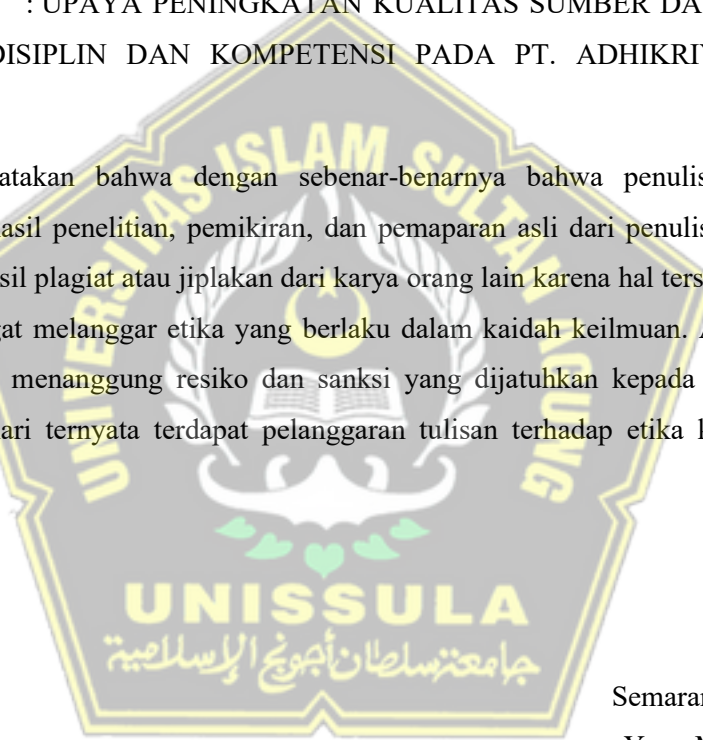 : UPAYA PENINGKATAN KUALITAS SUMBER DA
DISIPLIN DAN KOMPETENSI PADA PT. ADHIKRI
atakan bahwa dengan sebenar-benarnya bahwa penulis
asil penelitian, pemikiran, dan pemaparan asli dari penulis
sil plagiat atau jiplakan dari karya orang lain karena hal ters
gat melanggar etika yang berlaku dalam kaidah keilmuan. A
menanggung resiko dan sanksi yang dijatuhkan kepada
ari ternyata terdapat pelanggaran tulisan terhadap etika k
UNIVERSITAS ISLAM SULTAN AGUNG
UNISSULA
جامعتنسلطان أجونج الإسلامية
Semaran